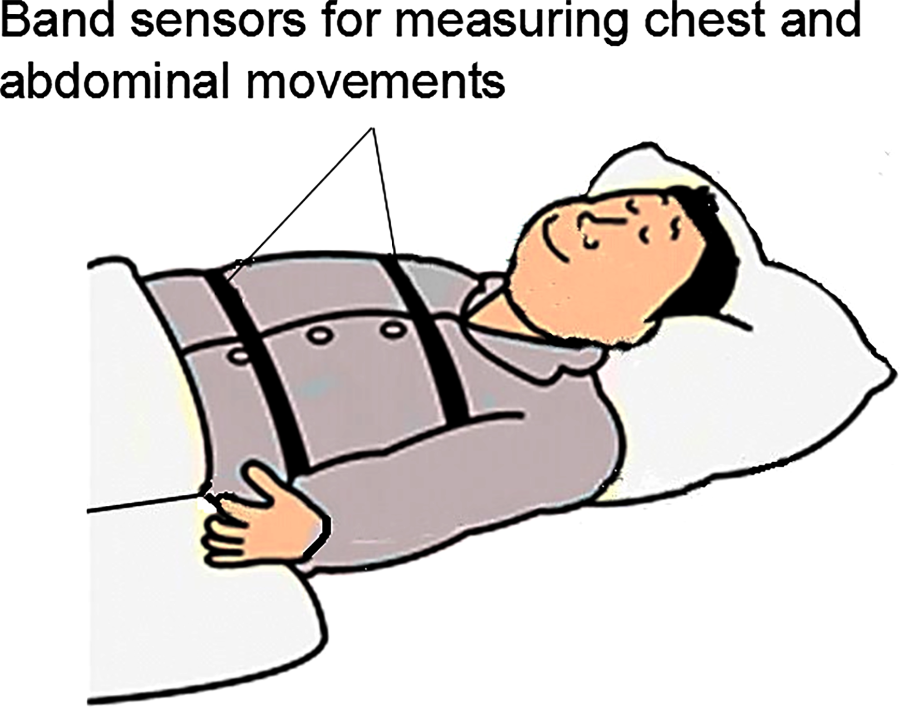 Band sensors for measuring chest and
abdominal movements